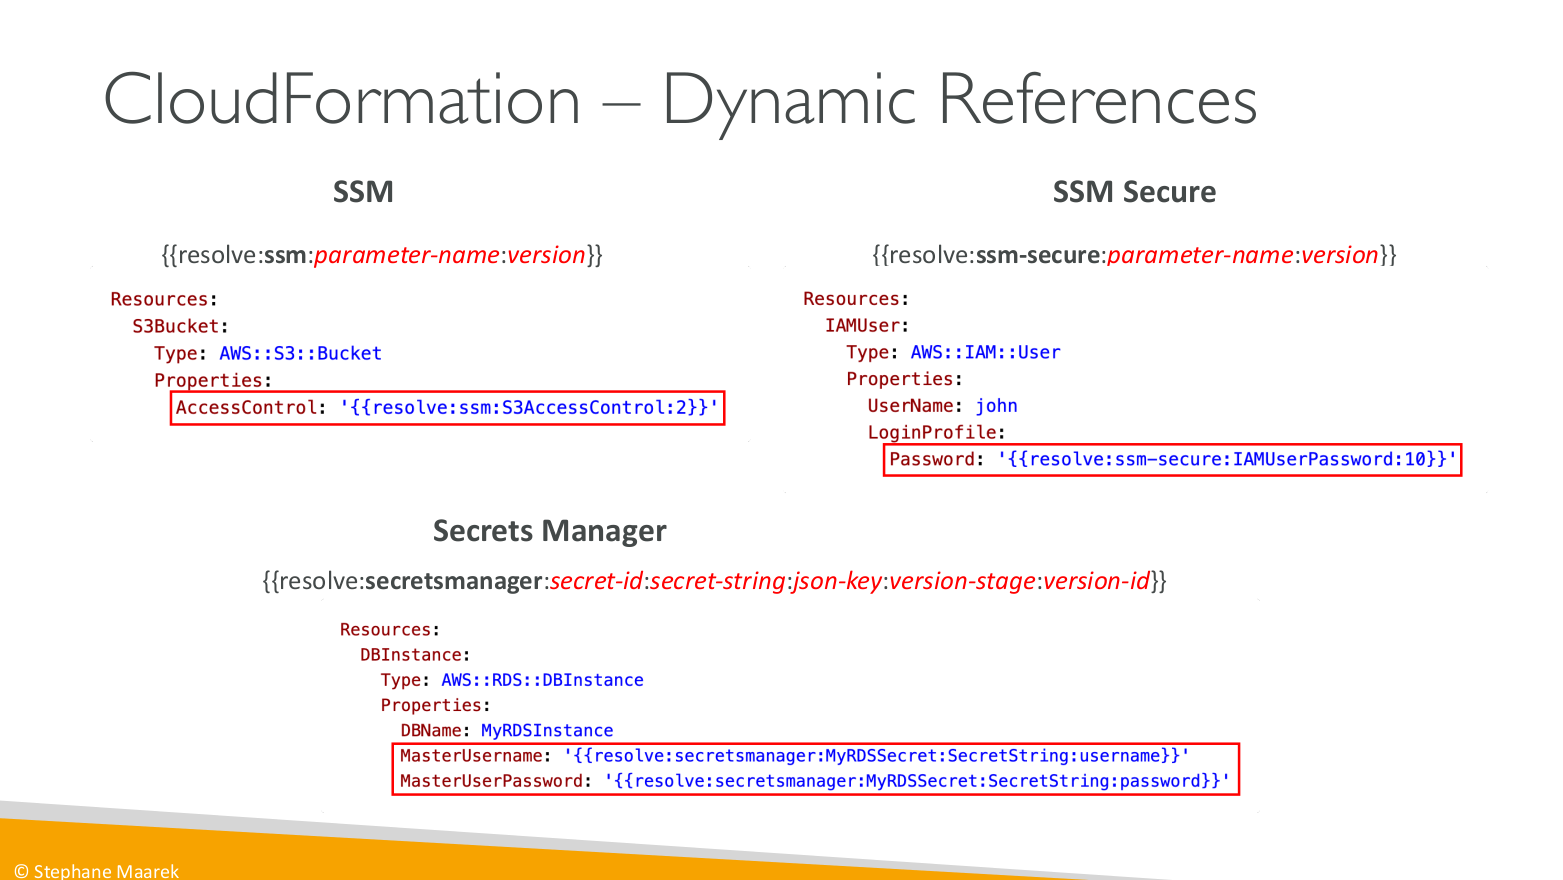 CloudFormation – Dynamic References
SSM
{{resolve:ssm:parameter-name:version}}
Resources:
  S3Bucket:
    Type: AWS::S3::Bucket
    Properties:
      AccessControl: '{{resolve:ssm:S3AccessControl:2}}'
SSM Secure
{{resolve:ssm-secure:parameter-name:version}}
Resources:
  IAMUser:
    Type: AWS::IAM::User
    Properties:
      UserName: john
      LoginProfile:
        Password: '{{resolve:ssm-secure:IAMUserPassword:10}}'
Secrets Manager
{{resolve:secretsmanager:secret-id:secret-string:json-key:version-stage:version-id}}
Resources:
  DBInstance:
    Type: AWS::RDS::DBInstance
    Properties:
      DBName: MyRDSInstance
      MasterUsername: '{{resolve:secretsmanager:MyRDSSecret:SecretString:username}}'
      MasterUserPassword: '{{resolve:secretsmanager:MyRDSSecret:SecretString:password}}'
© Stephane Maarek